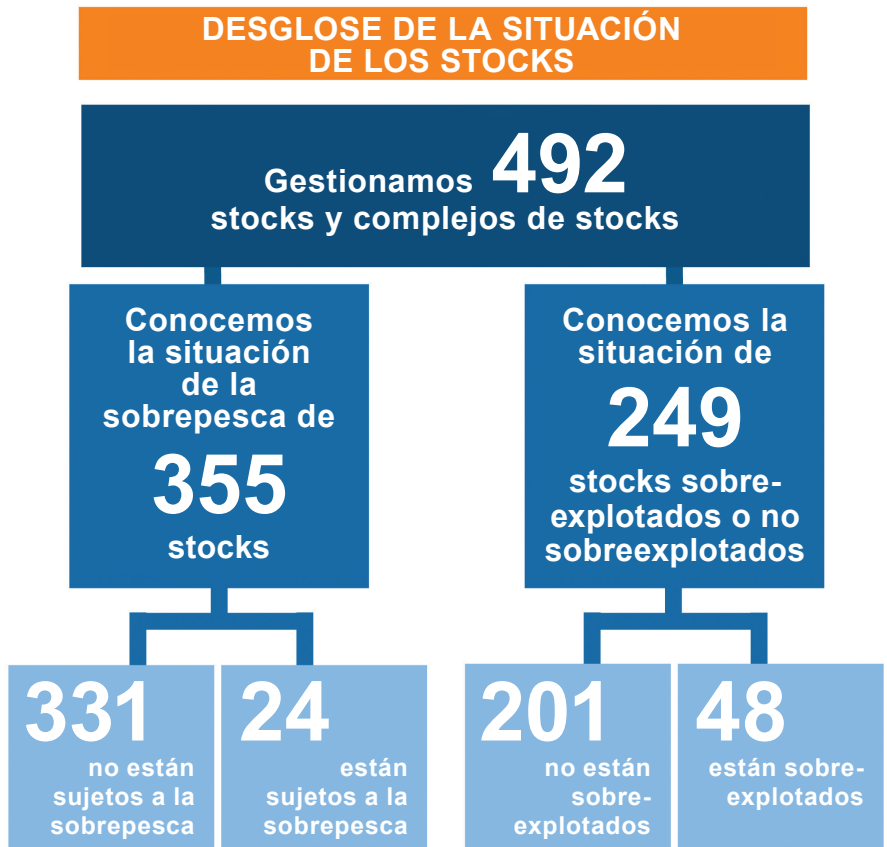 DESGLOSE DE LA SITUACIÓN
DE LOS STOCKS
Gestionamos 492
stocks y complejos de stocks
Conocemos
la situación
de la
sobrepesca de
355
stocks
Conocemos la
situación de
249
stocks sobre-
explotados o no
sobreexplotados
331
no están
sujetos a la
sobrepesca
24
están
sujetos a la
sobrepesca
201
no están
sobre-
explotados
48
están sobre-
explotados